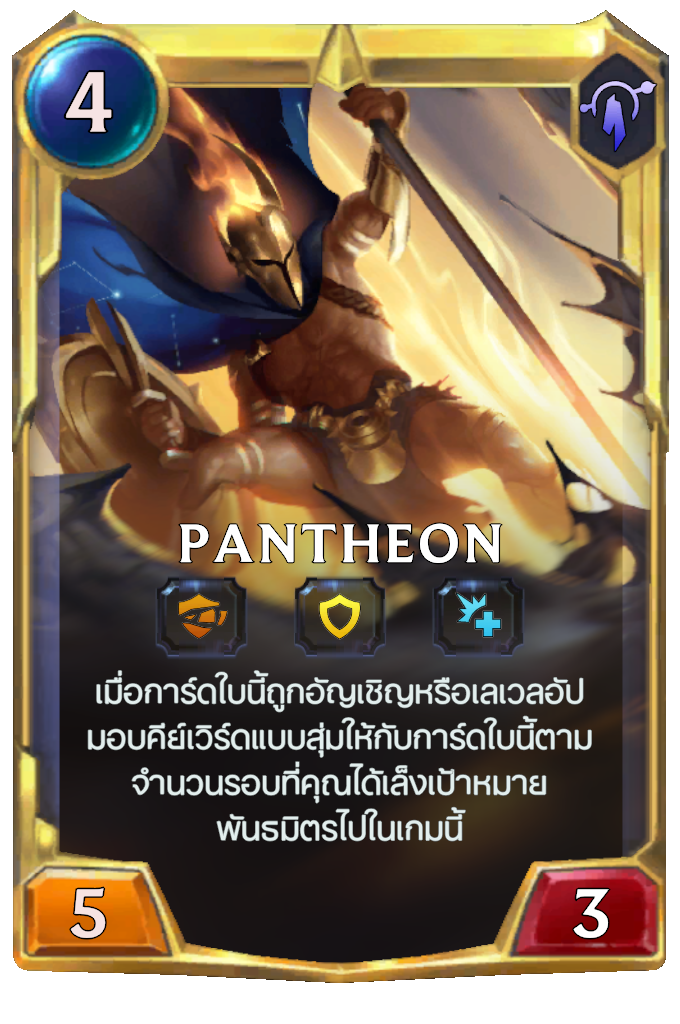 4
PANTHEON
เมื่อการ์ดใบนี้ถูกอัญเชิญหรือเลเวลอัป
มอบคีย์เวิร์ดแบบสุ่มให้กับการ์ดใบนี้ตาม
จำนวนรอบที่คุณได้เล็งเป้าหมาย
พันธมิตรไปในเกมนี้
5
3